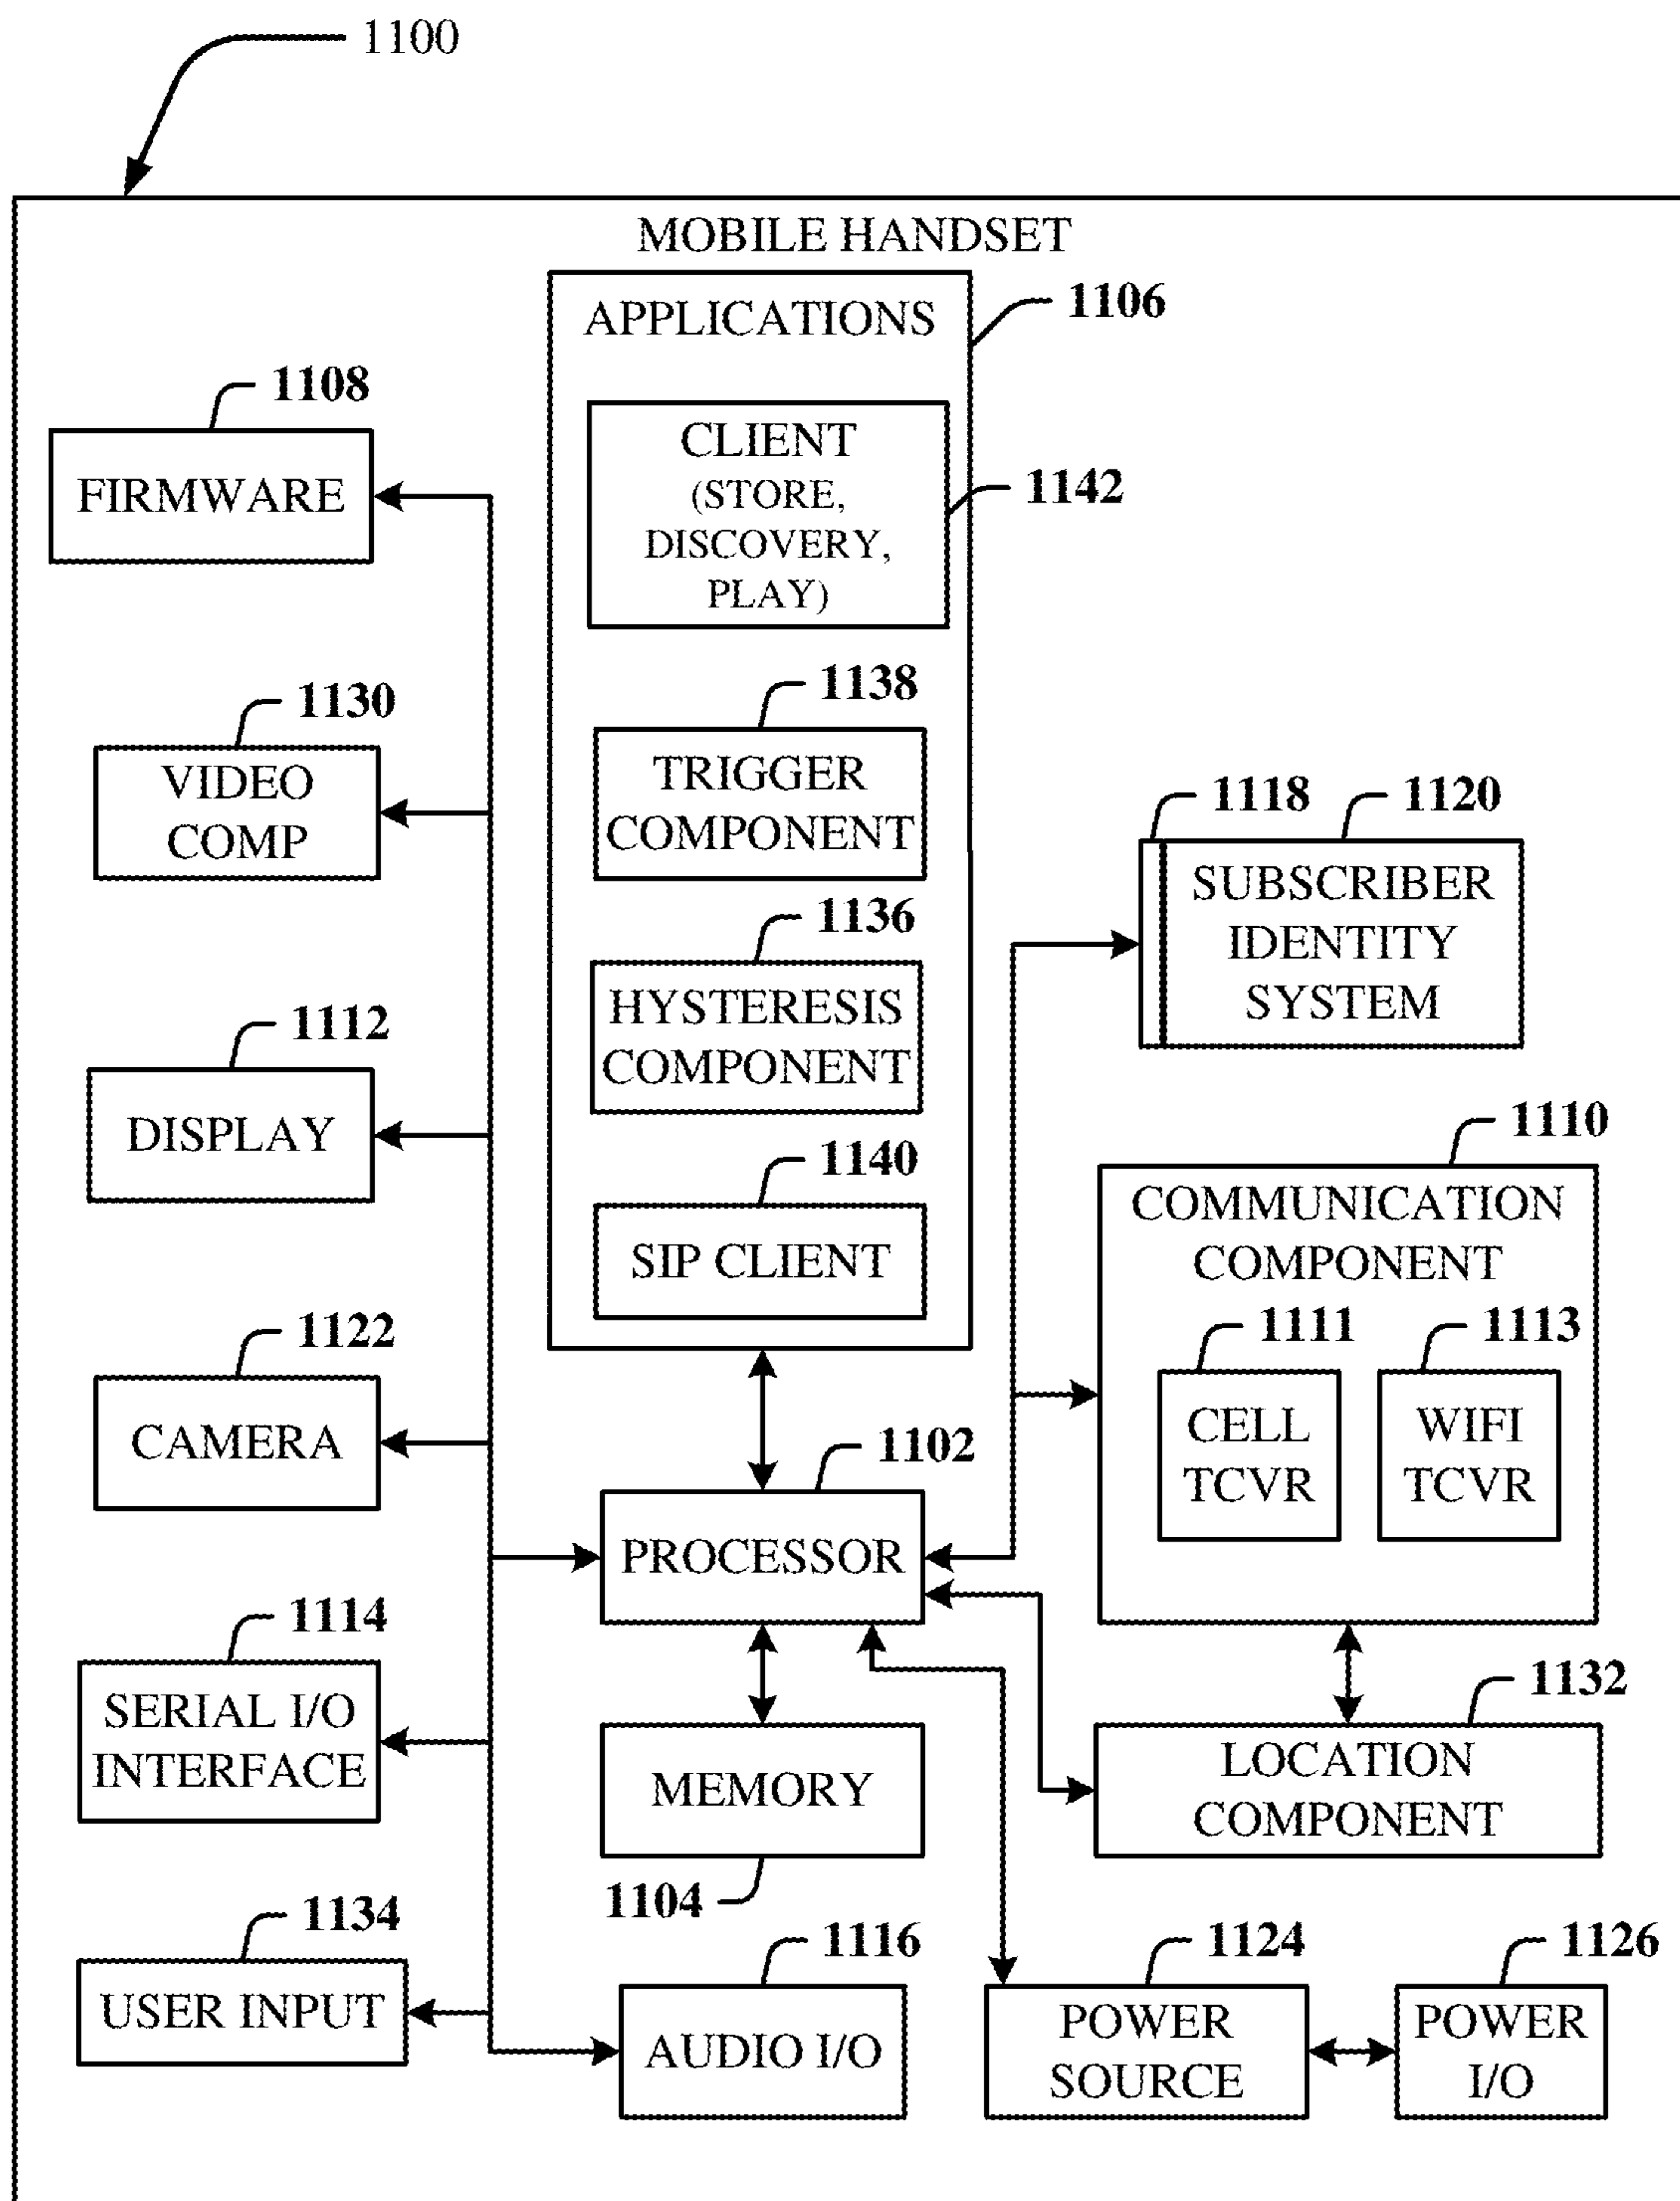 1100
MOBILE HANDSET
APPLICATIONS
1106
1108
FIRMWARE
CLIENT
(STORE,
DISCOVERY,
PLAY)
1142
1130
VIDEO
COMP
1138
TRIGGER
COMPONENT
1118
1120
SUBSCRIBER
IDENTITY
SYSTEM
1136
HYSTERESIS
COMPONENT
1112
DISPLAY
1140
SIP CLIENT
1110
COMMUNICATION
COMPONENT
1111
CELL
TCVR
1113
WIFI
TCVR
1122
CAMERA
1102
PROCESSOR
1114
SERIAL I/O
INTERFACE
MEMORY
1104
1132
LOCATION
COMPONENT
1134
USER INPUT
1116
AUDIO I/O
1124
POWER
SOURCE
1126
POWER
I/O